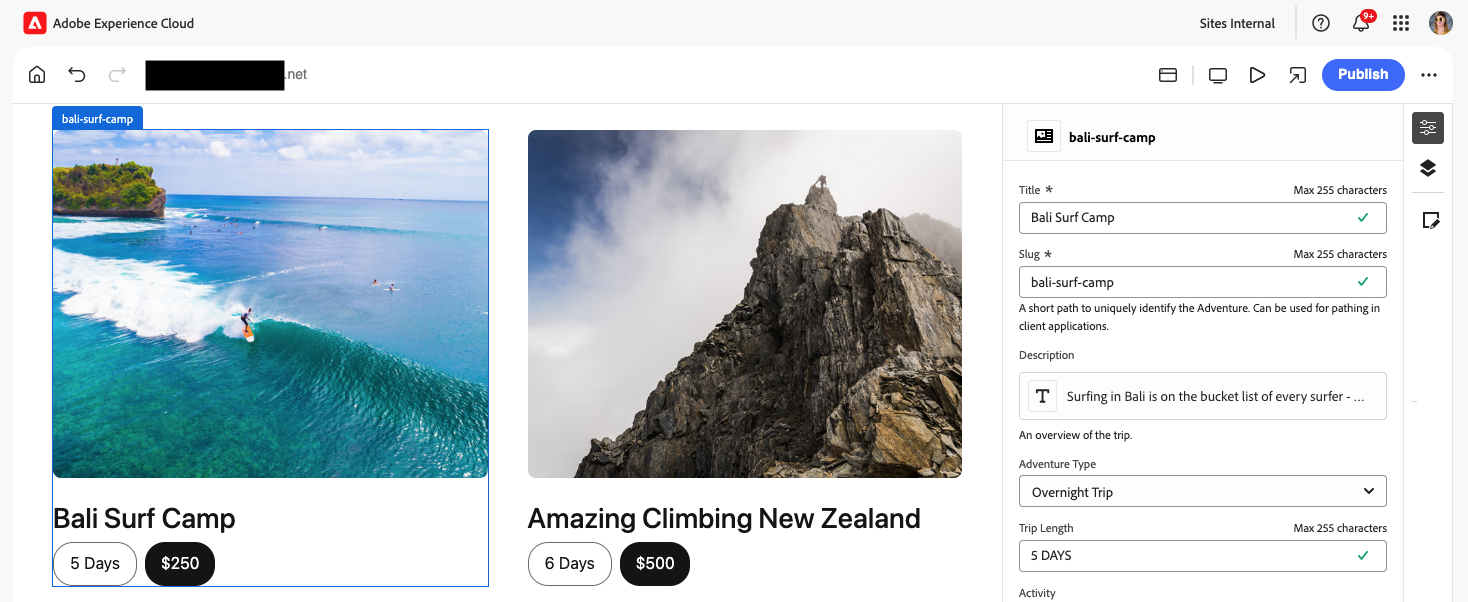 Adobe Experience Cloud
Sites Internal
9+
.net
Publish
bali-surf-camp
Bali Surf Camp
5 Days
$250
Amazing Climbing New Zealand
6 Days
$500
bali-surf-camp
Title * Max 255 characters
Bali Surf Camp
Slug * Max 255 characters
bali-surf-camp
A short path to uniquely identify the Adventure. Can be used for pathing in
client applications.
Description
T Surfing in Bali is on the bucket list of every surfer - ...
An overview of the trip.
Adventure Type
Overnight Trip
Trip Length Max 255 characters
5 DAYS
Activity